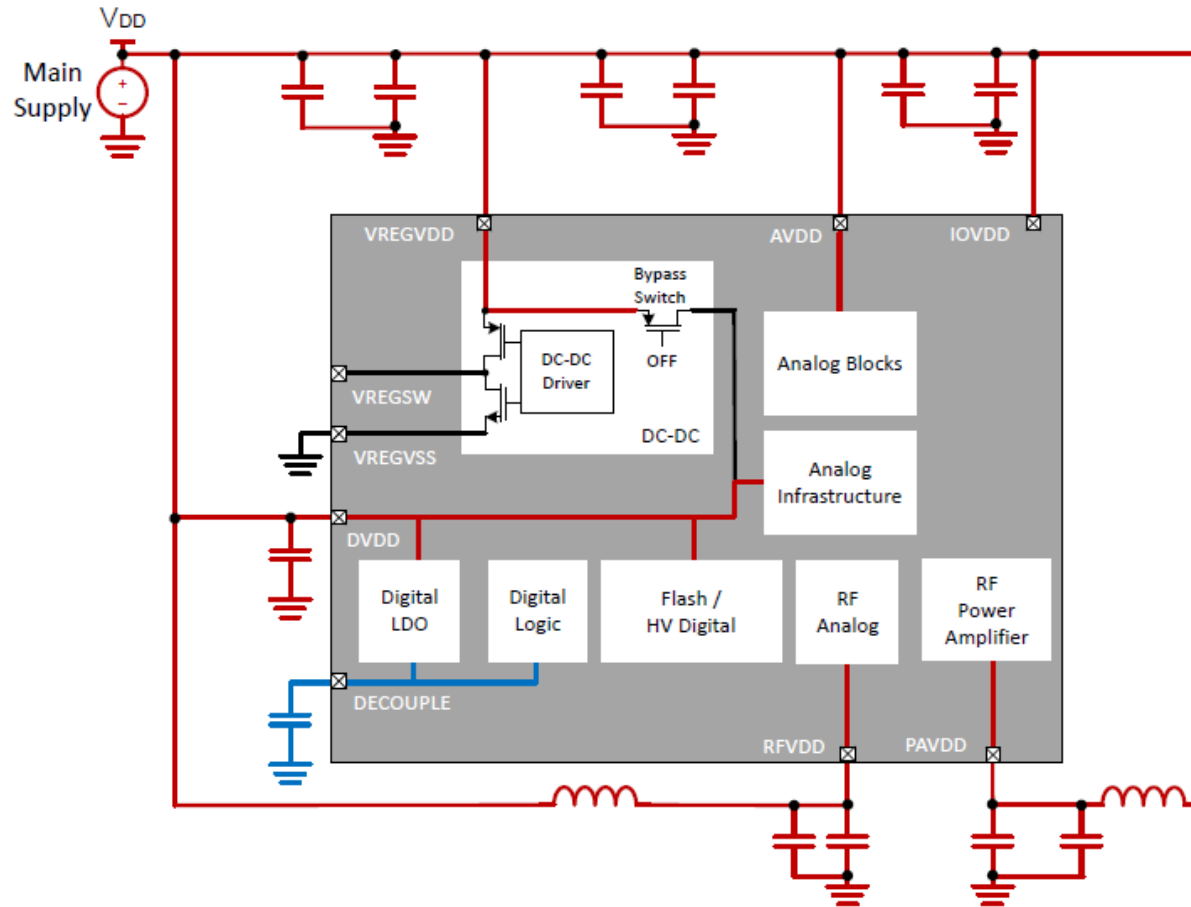 VDD
Main
Supply
+
−
VREGVDD
AVDD
IOVDD
Bypass
Switch
OFF
DC-DC
Driver
DC-DC
VREGSW
VREGVSS
Analog Blocks
Analog
Infrastructure
DVDD
Digital
LDO
Digital
Logic
Flash /
HV Digital
RF
Analog
RF
Power
Amplifier
DECOUPLE
RFVDD
PAVDD